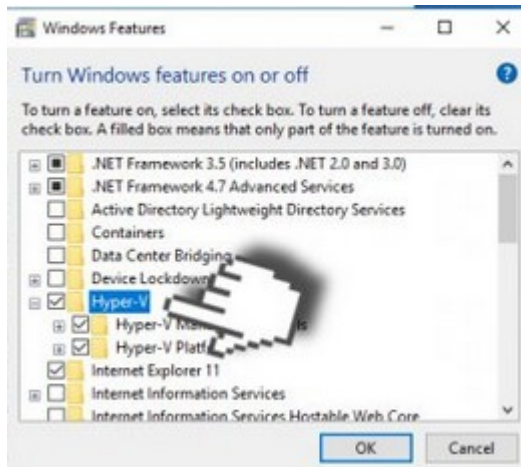 Windows Features
Turn Windows features on or off
To turn a feature on, select its check box. To turn a feature off, clear its
check box. A filled box means that only part of the feature is turned on.
.NET Framework 3.5 (includes .NET 2.0 and 3.0)
.NET Framework 4.7 Advanced Services
Active Directory Lightweight Directory Services
Containers
Data Center Bridging
Device Lockdown
Hyper-V
Hyper-V
Hyper-V
Internet Explorer 11
Internet Information Services
Internet Information Services Hostable Web Core
OK
Cancel